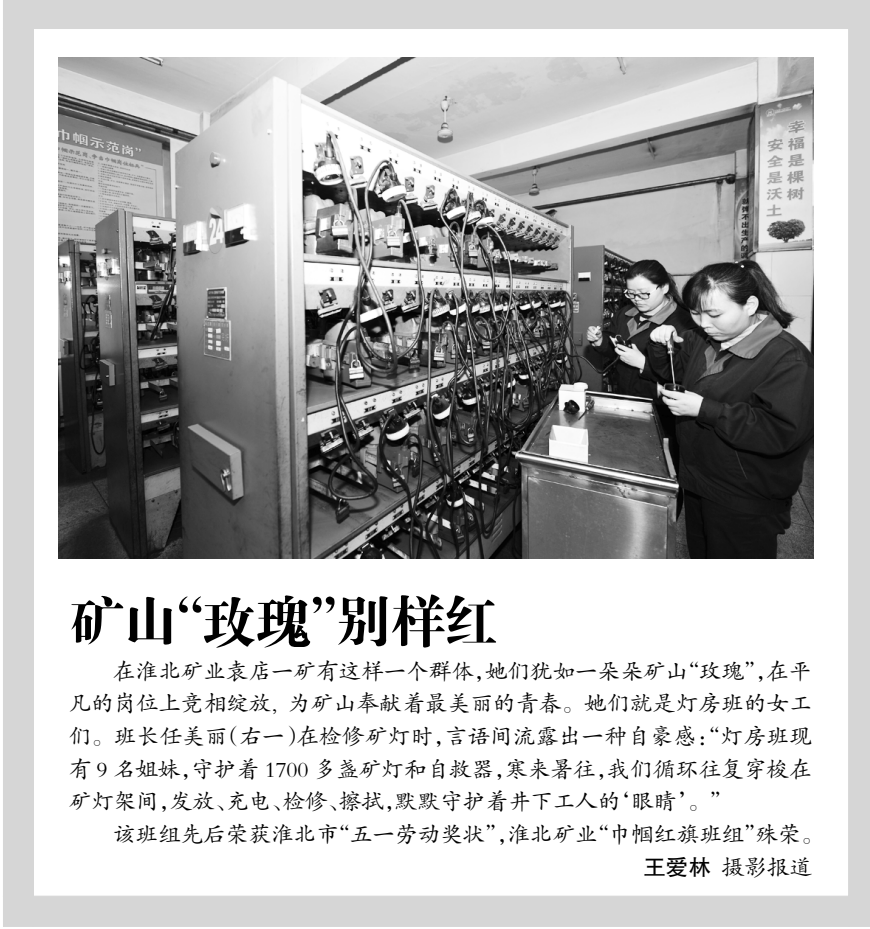 巾帼示范岗”
24
幸福是棵树
安全是沃土
矿山“玫瑰”别样红
在淮北矿业袁店一矿有这样一个群体，她们犹如一朵朵矿山“玫瑰”，在平
凡的岗位上竞相绽放，为矿山奉献着最美丽的青春。她们就是灯房班的女工
们。班长任美丽（右一）在检修矿灯时，言语间流露出一种自豪感：“灯房班现
有 9 名姐妹，守护着 1700 多盏矿灯和自救器，寒来暑往，我们循环往复穿梭在
矿灯架间，发放、充电、检修、擦拭，默默守护着井下工人的‘眼睛’。”
该班组先后荣获淮北市“五一劳动奖状”，淮北矿业“巾帼红旗班组”殊荣。
王爱林 摄影报道